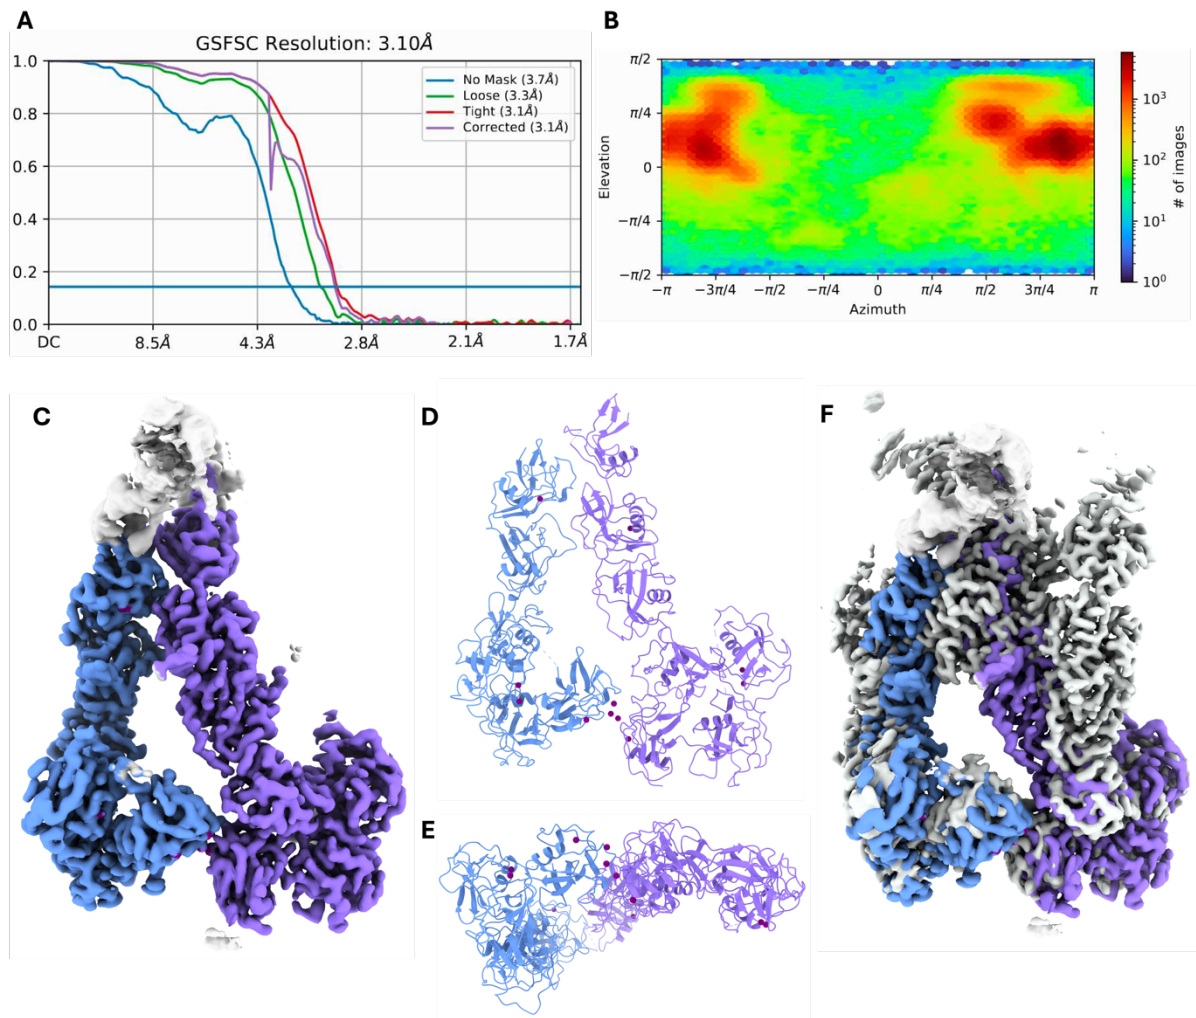 A
GSFSC Resolution: 3.10Å
1.0
0.8
0.6
0.4
0.2
0.0
DC
8.5Å
4.3Å
2.8Å
2.1Å
1.7Å
No Mask (3.7Å)
Loose (3.3Å)
Tight (3.1Å)
Corrected (3.1Å)
B
π/2
π/4
0
−π/4
−π/2
Elevation
−π
−3π/4
−π/2
−π/4
0
π/4
π/2
3π/4
π
Azimuth
10³
10²
10¹
10⁰
# of images
C
D
E
F